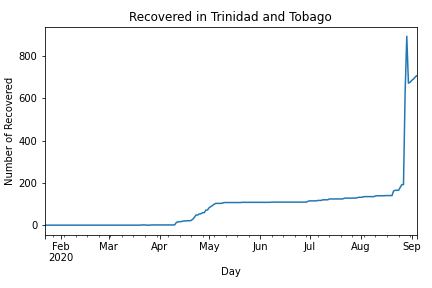 Recovered in Trinidad and Tobago
Number of Recovered
800
600
400
200
0
Feb
2020
Mar
Apr
May
Jun
Jul
Aug
Sep
Day